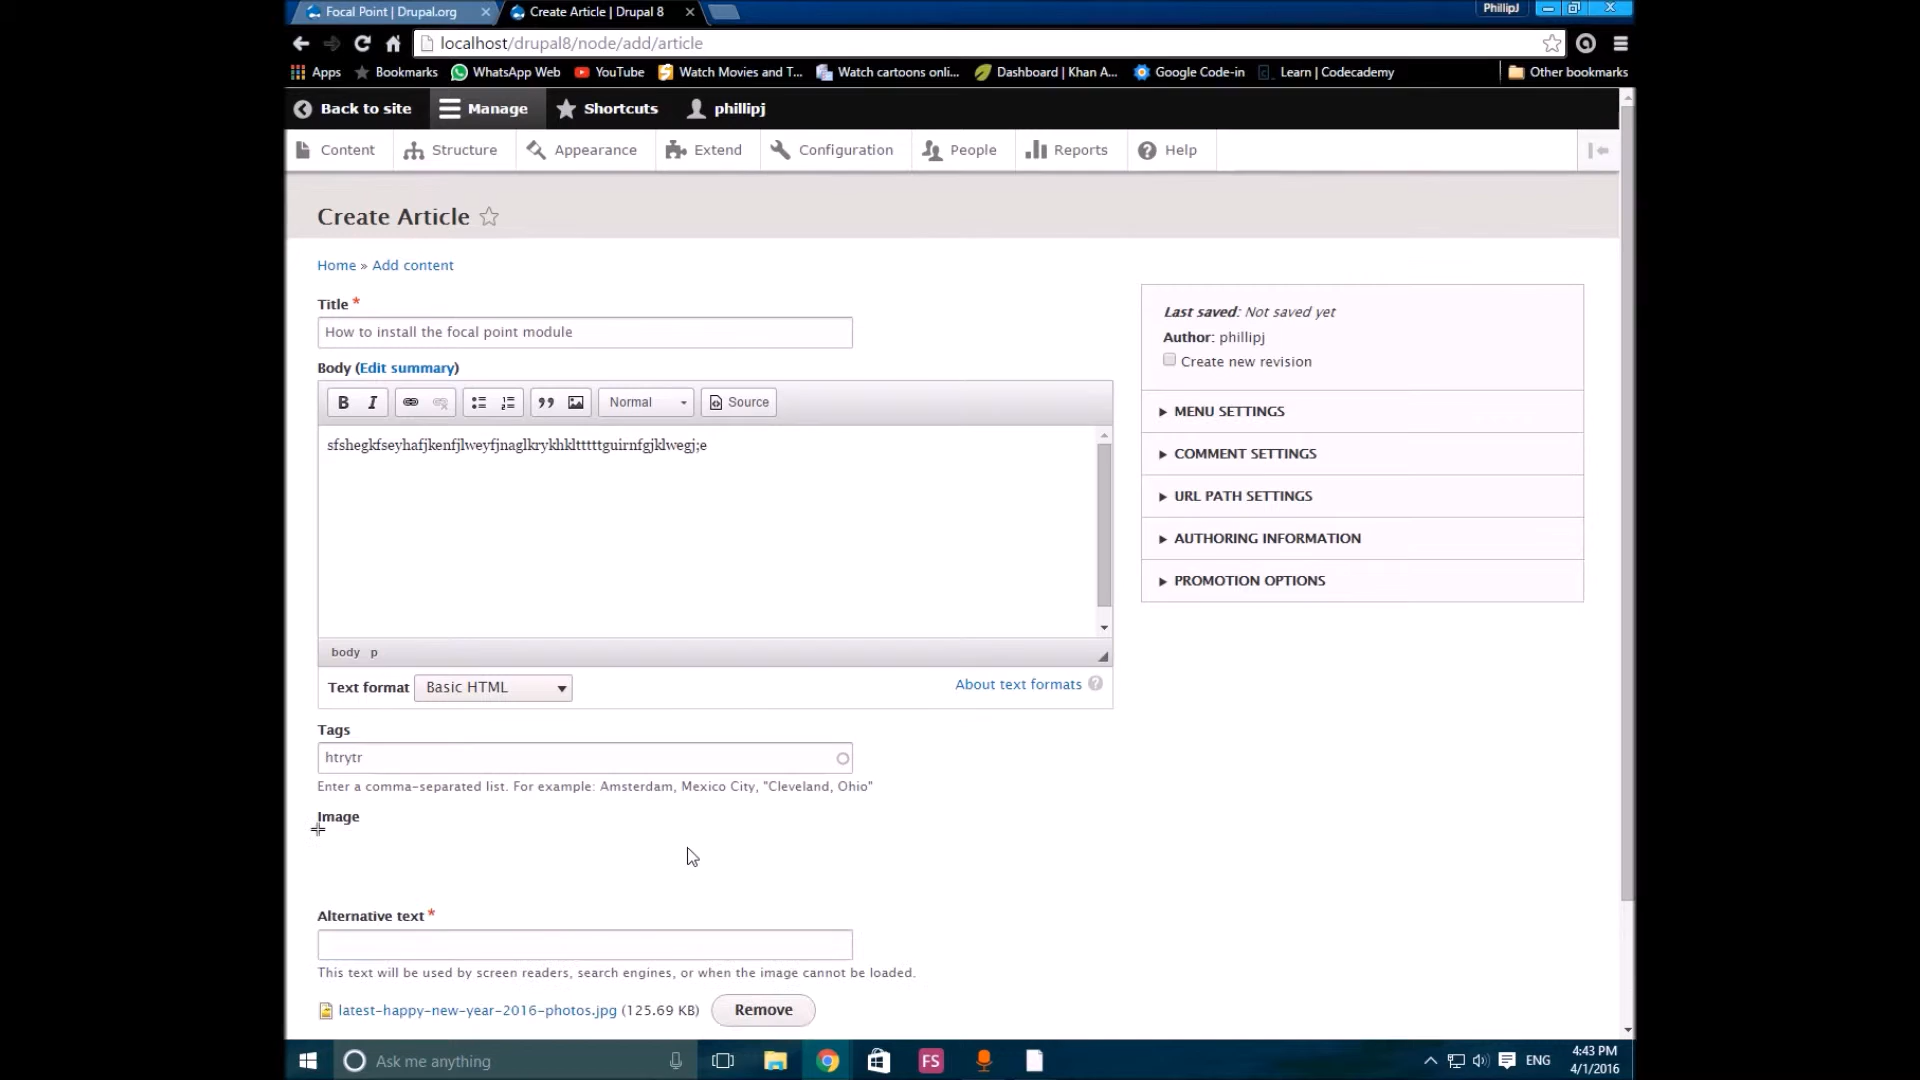 Focal Point | Drupal.org
Create Article | Drupal 8
PhillipJ
localhost/drupal8/node/add/article
Apps Bookmarks WhatsApp Web YouTube Watch Movies and T... Watch cartoons onli... Dashboard | Khan A... Google Code-in Learn | Codecademy Other bookmarks
Back to site Manage Shortcuts phillipj
Content Structure Appearance Extend Configuration People Reports Help
Create Article
Home » Add content
Title *
How to install the focal point module
Body (Edit summary)
B I Normal Source
sfshegkfseyhafjkenfjlweyfjnaglkrykhkltttttguirnfgjklwegj;e
body p
Text format Basic HTML About text formats ?
Tags
htrytr
Enter a comma-separated list. For example: Amsterdam, Mexico City, "Cleveland, Ohio"
Image
Alternative text *
This text will be used by screen readers, search engines, or when the image cannot be loaded.
latest-happy-new-year-2016-photos.jpg (125.69 KB) Remove
Last saved: Not saved yet
Author: phillipj
Create new revision
MENU SETTINGS
COMMENT SETTINGS
URL PATH SETTINGS
AUTHORING INFORMATION
PROMOTION OPTIONS
Ask me anything
FS
ENG
4:43 PM
4/1/2016